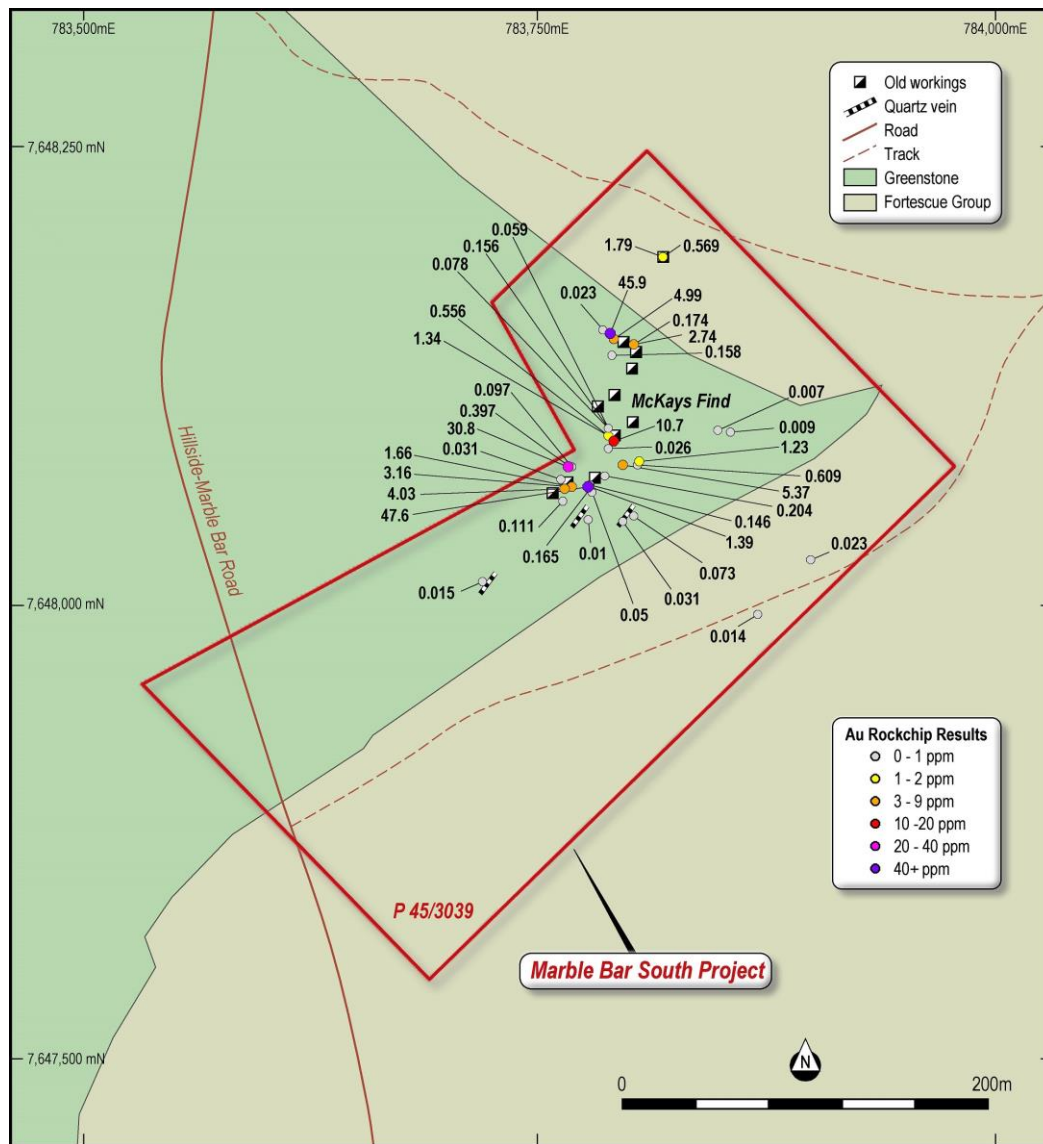 783,500mE
783,750mE
784,000mE
Old workings
Quartz vein
Road
Track
Greenstone
Fortescue Group
7,648,250 mN
0.059
0.156
0.078
0.556
1.34
1.79
0.569
0.023
45.9
4.99
0.174
2.74
0.158
0.097
0.397
30.8
0.031
1.66
3.16
4.03
47.6
McKays Find
10.7
0.026
0.007
0.009
1.23
0.609
5.37
0.204
0.146
1.39
0.111
0.165
0.01
0.073
0.031
0.05
0.023
0.014
0.015
Hillside-Marble Bar Road
7,648,000 mN
Au Rockchip Results
0 - 1 ppm
1 - 2 ppm
3 - 9 ppm
10 -20 ppm
20 - 40 ppm
40+ ppm
P 45/3039
Marble Bar South Project
7,647,500 mN
N
0
200m